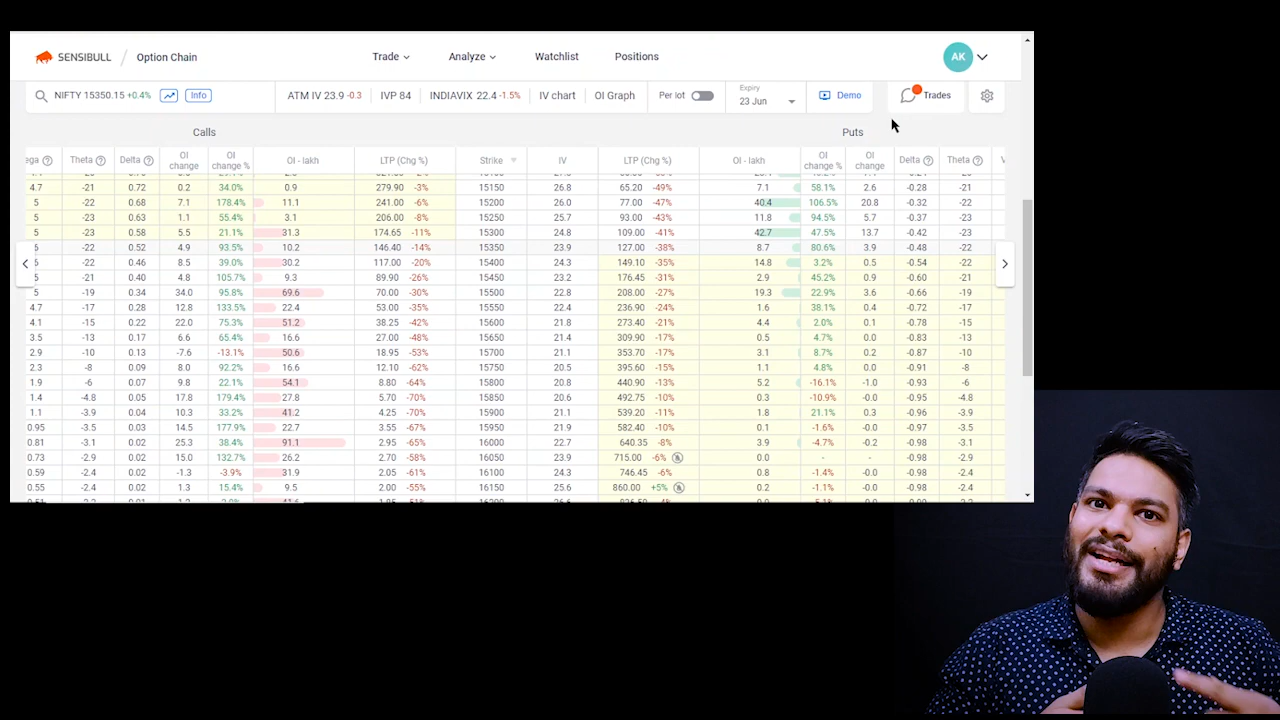 SENSIBULL / Option Chain Trade Analyze Watchlist Positions AK
NIFTY 15350.15 +0.4% Info ATM IV 23.9 -0.3 IVP 84 INDIAVIX 22.4 -1.5% IV chart OI Graph Per lot Expiry 23 Jun Demo Trades
Calls Puts
ega Theta Delta OI change OI change % OI - lakh LTP (Chg %) Strike IV LTP (Chg %) OI - lakh OI change % OI change Delta Theta V
4.7 -21 0.72 0.2 34.0% 0.9 279.90 -3% 15150 26.8 65.20 -49% 7.1 58.1% 2.6 -0.28 -21
5 -22 0.68 7.1 178.4% 11.1 241.00 -6% 15200 26.0 77.00 -47% 40.4 106.5% 20.8 -0.32 -22
5 -23 0.63 1.1 55.4% 3.1 206.00 -8% 15250 25.7 93.00 -43% 11.8 94.5% 5.7 -0.37 -23
5 -23 0.58 5.5 21.1% 31.3 174.65 -11% 15300 24.8 109.00 -41% 42.7 47.5% 13.7 -0.42 -23
-22 0.52 4.9 93.5% 10.2 146.40 -14% 15350 23.9 127.00 -38% 8.7 80.6% 3.9 -0.48 -22
-22 0.46 8.5 39.0% 30.2 117.00 -20% 15400 24.3 149.10 -35% 14.8 3.2% 0.5 -0.54 -22
-21 0.40 4.8 105.7% 9.3 89.90 -26% 15450 23.2 176.45 -31% 2.9 45.2% 0.9 -0.60 -21
5 -19 0.34 34.0 95.8% 69.6 70.00 -30% 15500 22.8 208.00 -27% 19.3 22.9% 3.6 -0.66 -19
4.7 -17 0.28 12.8 133.5% 22.4 53.00 -35% 15550 22.4 236.90 -24% 1.6 38.1% 0.4 -0.72 -17
4.1 -15 0.22 22.0 75.3% 51.2 38.25 -42% 15600 21.8 273.40 -21% 4.4 2.0% 0.1 -0.78 -15
3.5 -13 0.17 6.6 65.4% 16.6 27.00 -48% 15650 21.4 309.90 -17% 0.5 4.7% 0.0 -0.83 -13
2.9 -10 0.13 -7.6 -13.1% 50.6 18.95 -53% 15700 21.1 353.70 -17% 3.1 8.7% 0.2 -0.87 -10
2.3 -8 0.09 8.0 92.2% 16.6 12.10 -62% 15750 20.5 395.60 -15% 1.1 4.8% 0.0 -0.91 -8
1.9 -6 0.07 9.8 22.1% 54.1 8.80 -64% 15800 20.8 440.90 -13% 5.2 -16.1% -1.0 -0.93 -6
1.4 -4.8 0.05 17.8 179.4% 27.8 5.70 -70% 15850 20.6 492.75 -10% 0.3 -10.9% -0.0 -0.95 -4.8
1.1 -3.9 0.04 10.3 33.2% 41.2 4.25 -70% 15900 21.1 539.20 -11% 1.8 21.1% 0.3 -0.96 -3.9
0.95 -3.5 0.03 14.5 177.9% 22.7 3.55 -67% 15950 21.8 582.40 -10% 0.1 -1.6% -0.0 -0.97 -3.5
0.81 -3.1 0.02 25.3 38.4% 91.1 2.95 -65% 16000 22.7 640.35 -8% 3.9 -4.7% -0.2 -0.98 -3.1
0.73 -2.9 0.02 15.0 132.7% 26.2 2.70 -58% 16050 23.9 715.00 -6% 0.0 - - -0.98 -2.9
0.59 -2.4 0.02 -1.3 -3.9% 31.9 2.05 -61% 16100 24.3 746.45 -6% 0.8 -1.4% -0.0 -0.98 -2.4
0.55 -2.4 0.02 1.3 15.4% 9.5 2.00 -55% 16150 25.6 860.00 +5% 0.2 -1.1% -0.0 -0.98 -2.4